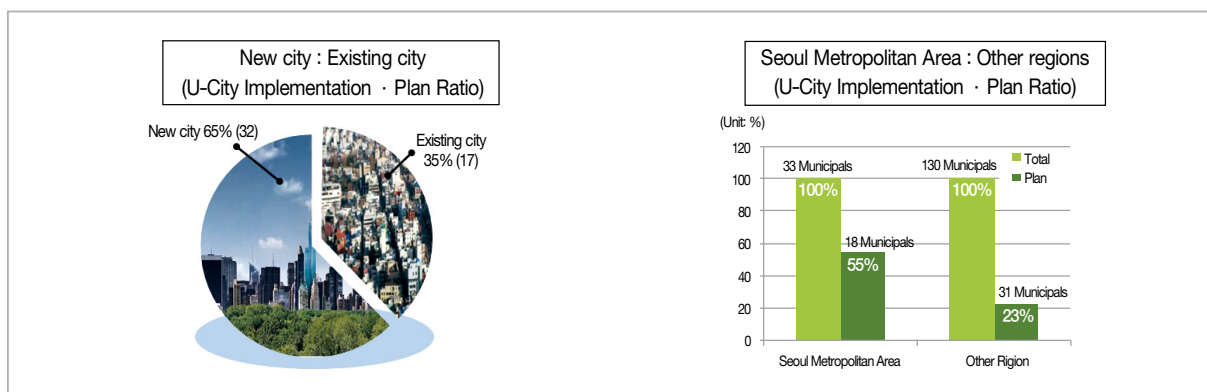 New city : Existing city
(U-City Implementation · Plan Ratio)
New city 65% (32)
Existing city
35% (17)
Seoul Metropolitan Area : Other regions
(U-City Implementation · Plan Ratio)
(Unit: %)
120
100
80
60
40
20
0
33 Municipals
100%
18 Municipals
55%
130 Municipals
100%
31 Municipals
23%
Total
Plan
Seoul Metropolitan Area
Other Rigion